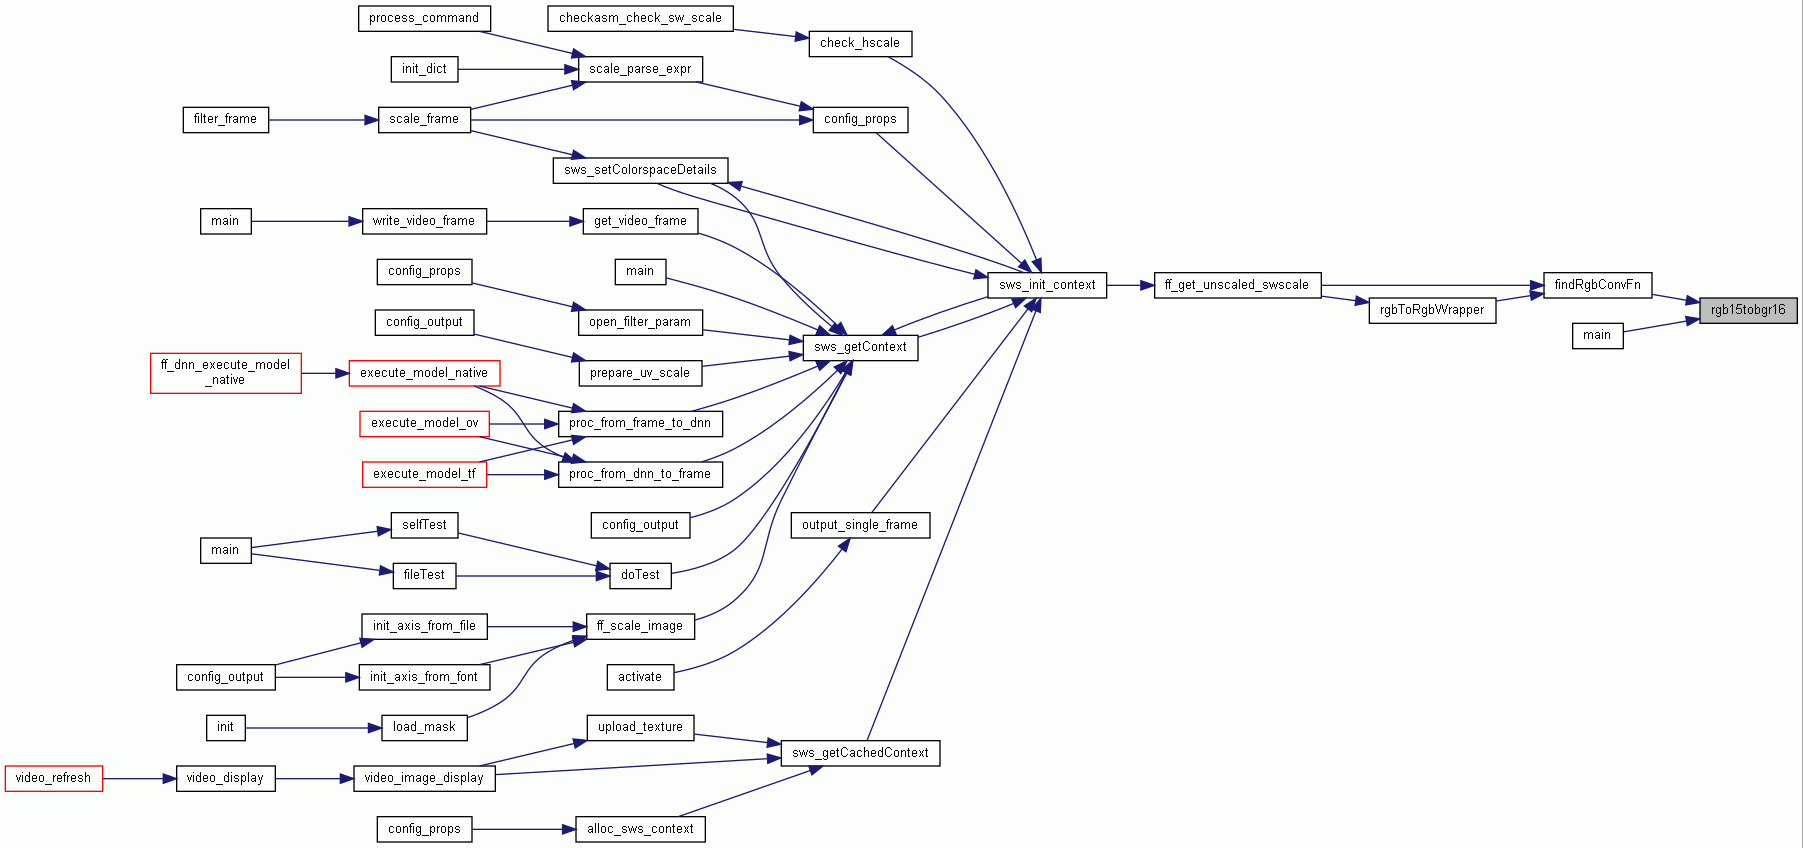 process_command
checkasm_check_sw_scale
check_hscale
init_dict
scale_parse_expr
filter_frame
scale_frame
config_props
sws_setColorspaceDetails
main
write_video_frame
get_video_frame
config_props
main
sws_init_context
ff_get_unscaled_swscale
findRgbConvFn
rgbToRgbWrapper
rgb15tobgr16
main
config_output
open_filter_param
sws_getContext
ff_dnn_execute_model
_native
execute_model_native
prepare_uv_scale
execute_model_ov
proc_from_frame_to_dnn
execute_model_tf
proc_from_dnn_to_frame
selfTest
config_output
output_single_frame
main
fileTest
doTest
init_axis_from_file
ff_scale_image
config_output
init_axis_from_font
activate
init
load_mask
upload_texture
sws_getCachedContext
video_refresh
video_display
video_image_display
config_props
alloc_sws_context